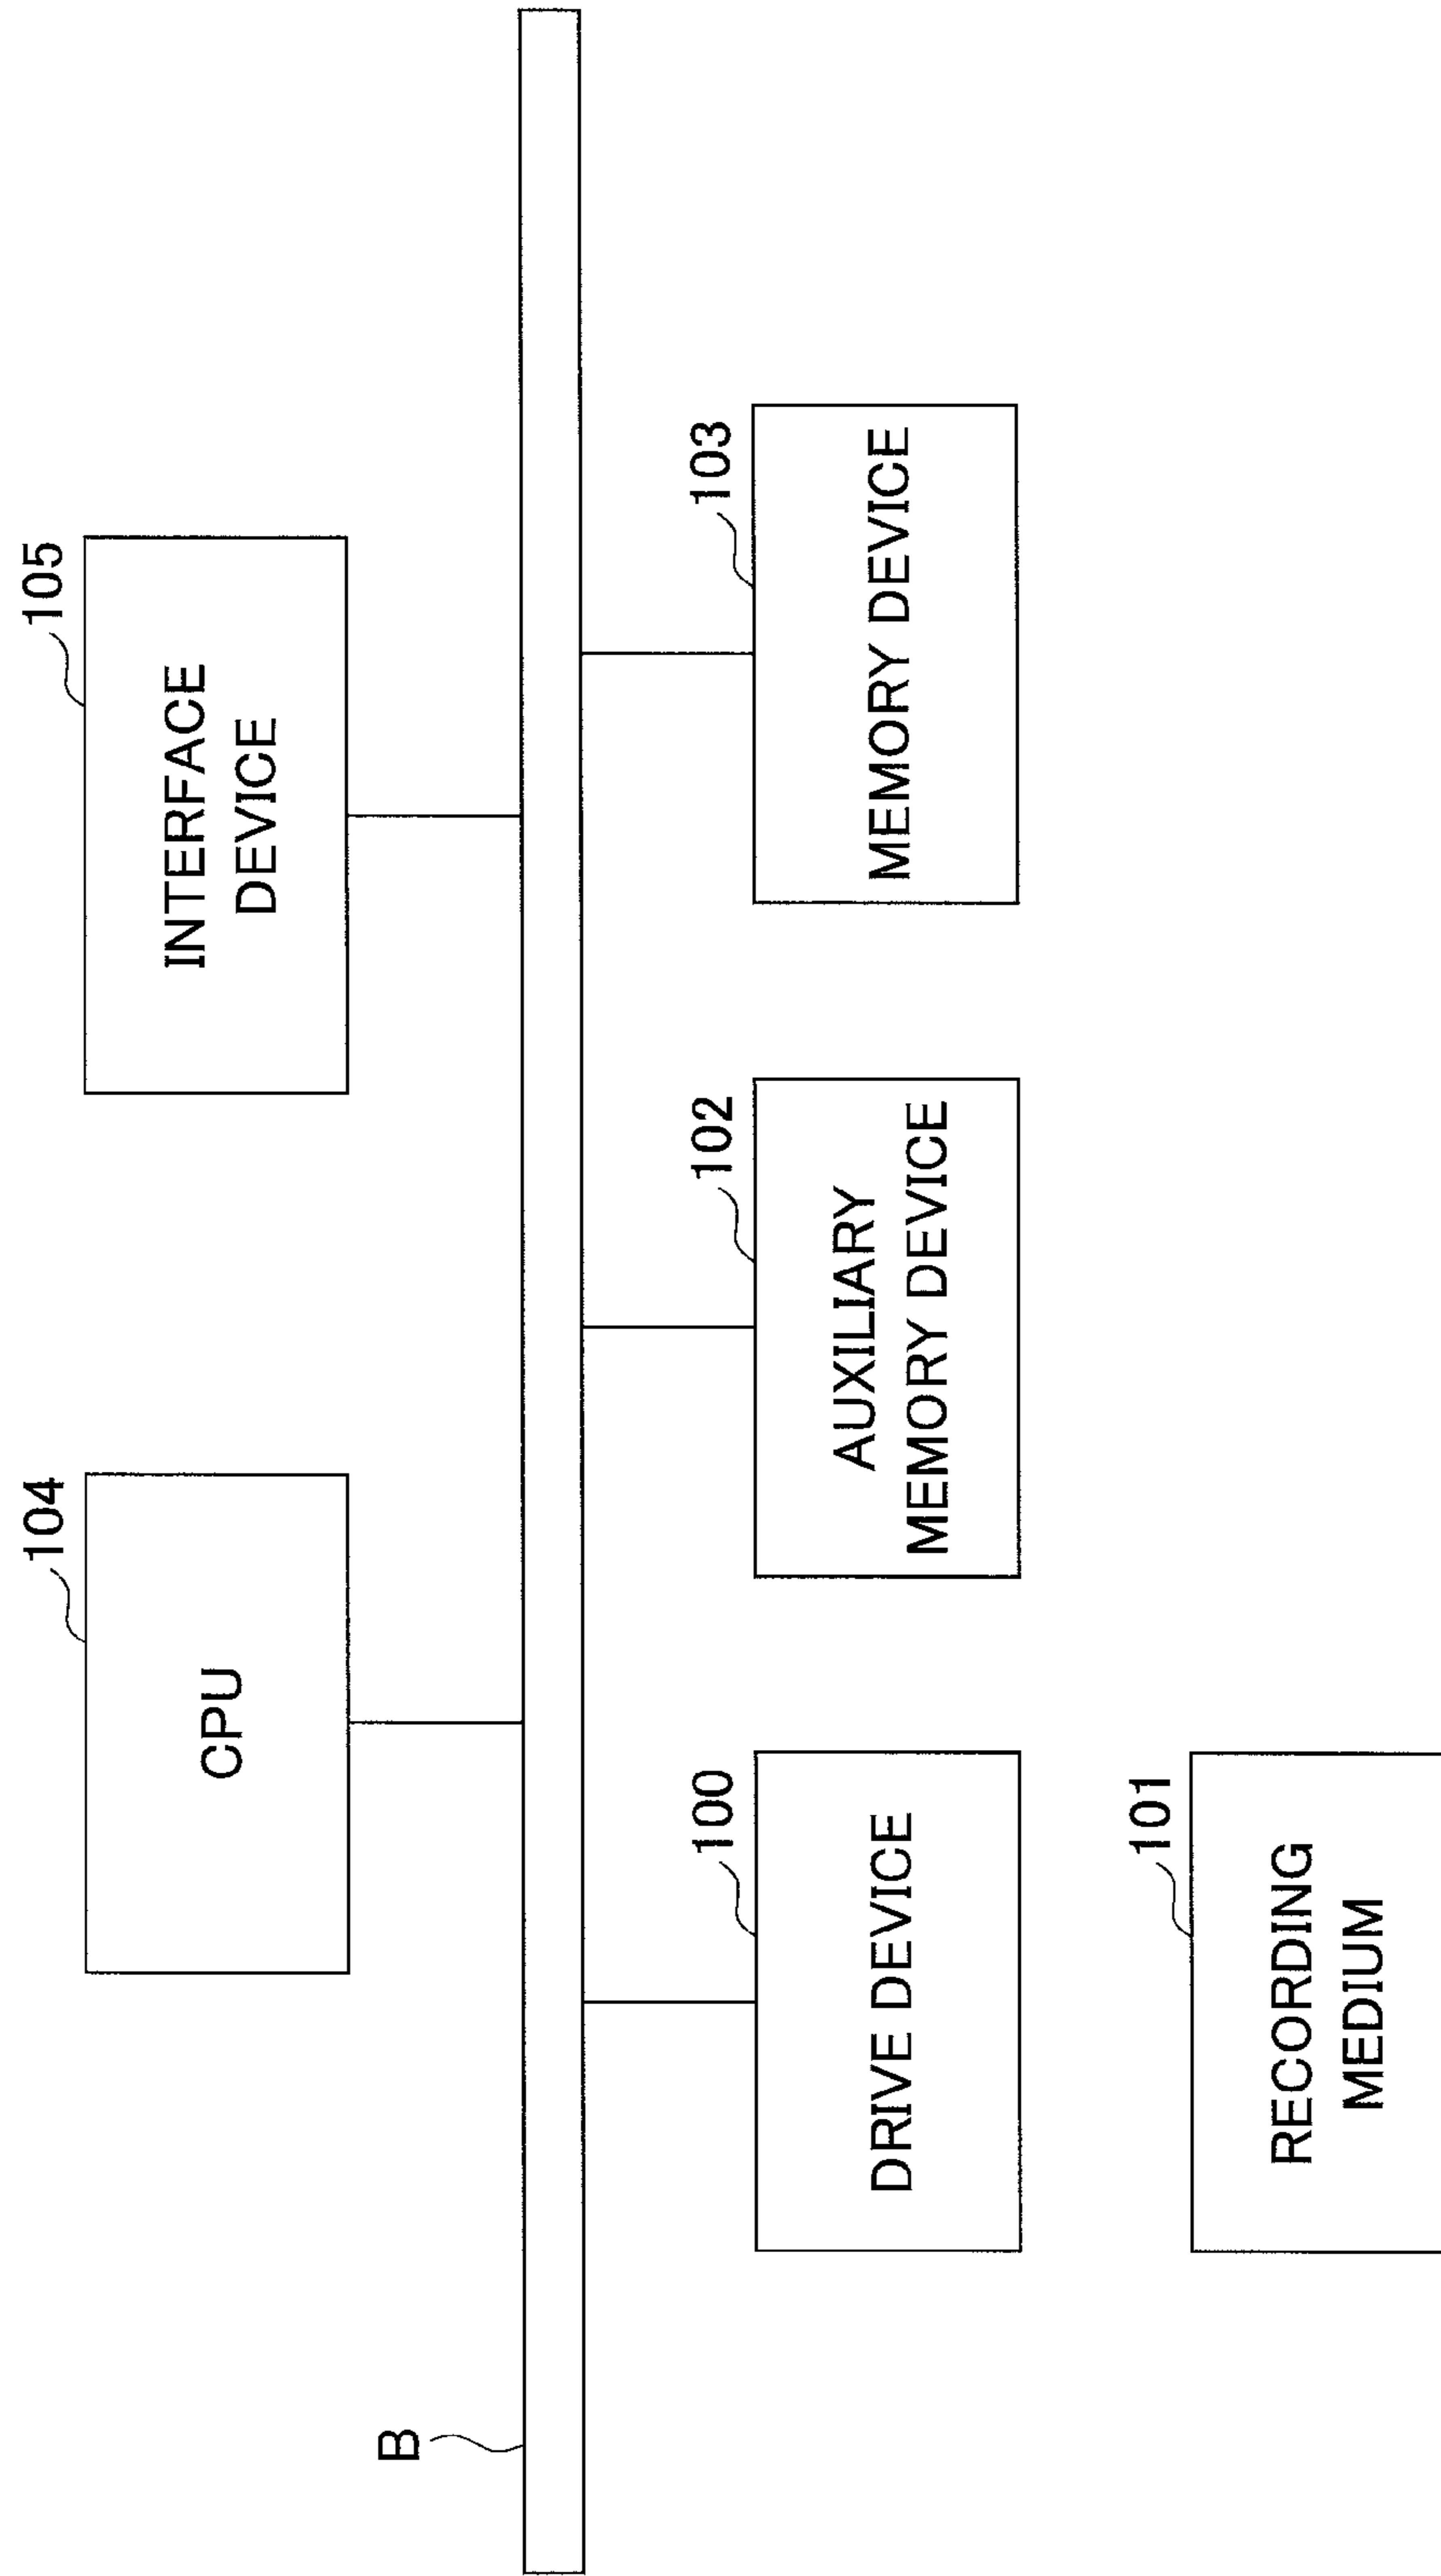 104
CPU
105
INTERFACE
DEVICE
B
100
DRIVE DEVICE
102
AUXILIARY
MEMORY DEVICE
103
MEMORY DEVICE
101
RECORDING
MEDIUM